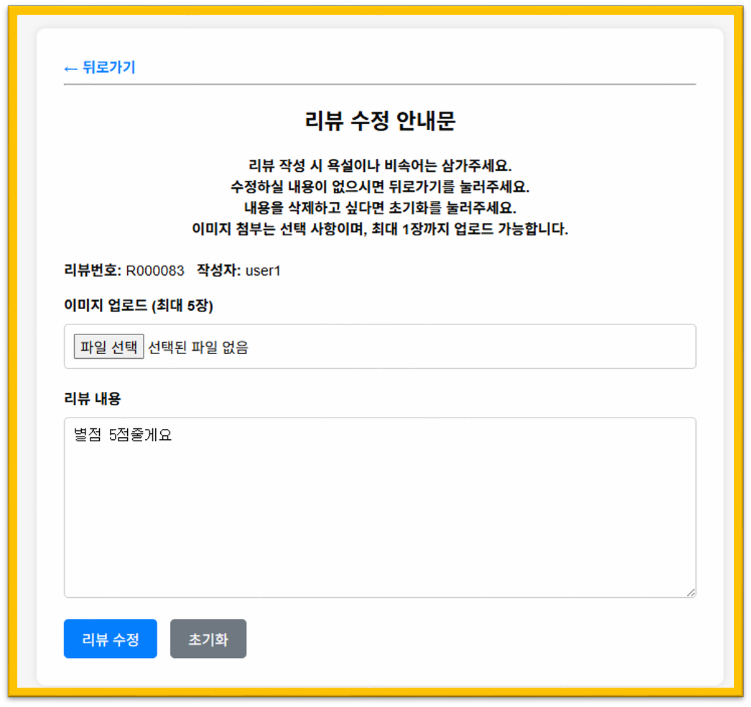 ← 뒤로가기
리뷰 수정 안내문
리뷰 작성 시 욕설이나 비속어는 삼가주세요.
수정하실 내용이 없으시면 뒤로가기를 눌러주세요.
내용을 삭제하고 싶다면 초기화를 눌러주세요.
이미지 첨부는 선택 사항이며, 최대 1장까지 업로드 가능합니다.
리뷰번호: R000083 작성자: user1
이미지 업로드 (최대 5장)
파일 선택 선택된 파일 없음
리뷰 내용
별점 5점줄게요
리뷰 수정 초기화